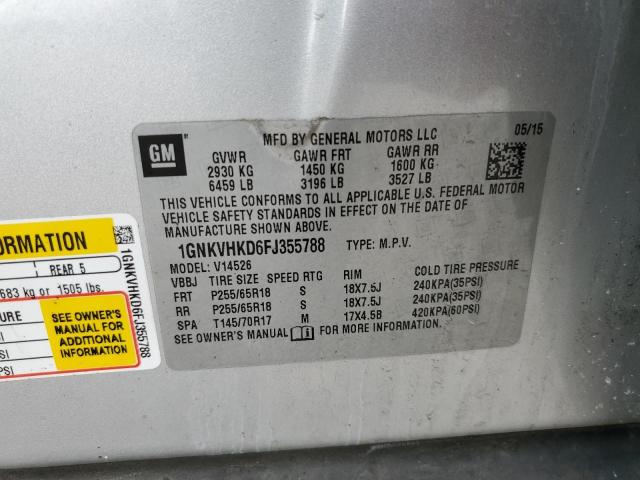 GM
MFD BY GENERAL MOTORS LLC 05/15
GVWR GAWR FRT GAWR RR
2930 KG 1450 KG 1600 KG
6459 LB 3196 LB 3527 LB
THIS VEHICLE CONFORMS TO ALL APPLICABLE U.S. FEDERAL MOTOR
VEHICLE SAFETY STANDARDS IN EFFECT ON THE DATE OF
MANUFACTURE SHOWN ABOVE.
1GNKVHKD6FJ355788 TYPE: M.P.V.
MODEL: V14526
VBBJ TIRE SIZE SPEED RTG RIM COLD TIRE PRESSURE
FRT P255/65R18 S 18X7.5J 240KPA(35PSI)
RR P255/65R18 S 18X7.5J 240KPA(35PSI)
SPA T145/70R17 M 17X4.5B 420KPA(60PSI)
SEE OWNER'S MANUAL FOR MORE INFORMATION.
ORMATION
REAR 5
683 kg or 1505 lbs.
URE
SEE OWNER'S
MANUAL FOR
ADDITIONAL
INFORMATION
SI
PSI
1GNKVHKD6FJ355788